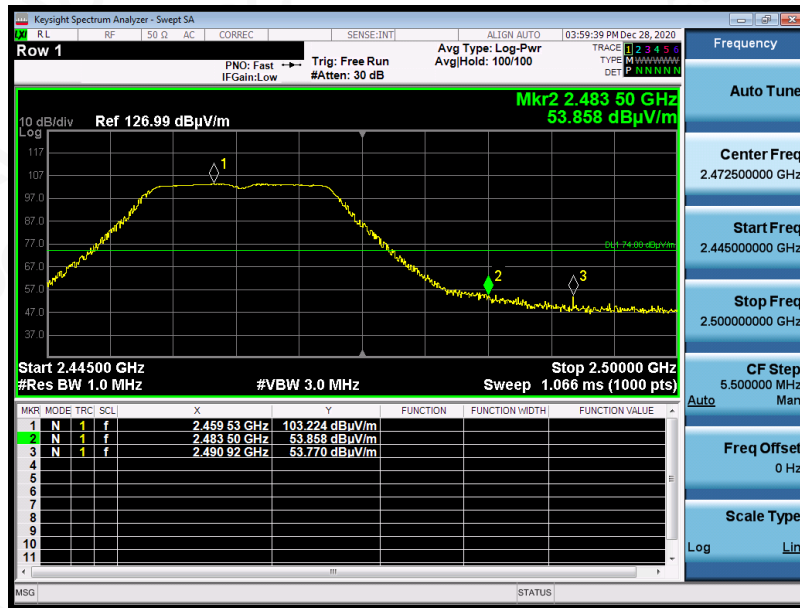 Keysight Spectrum Analyzer - Swept SA
RL RF 50 Ω AC CORREC SENSE:INT ALIGN AUTO 03:59:39 PM Dec 28, 2020
Row 1
PNO: Fast
IFGain:Low
Trig: Free Run
#Atten: 30 dB
Avg Type: Log-Pwr
Avg|Hold: 100/100
TRACE 1 2 3 4 5 6
TYPE M WWWWW
DET P N N N N N
Mkr2 2.483 50 GHz
53.858 dBµV/m
10 dB/div Ref 126.99 dBµV/m
Log
117
107
97.0
87.0
77.0
67.0
57.0
47.0
37.0
1
DL1 74.00 dBµV/m
2
3
Start 2.44500 GHz Stop 2.50000 GHz
#Res BW 1.0 MHz #VBW 3.0 MHz Sweep 1.066 ms (1000 pts)
MKR MODE TRC SCL X Y FUNCTION FUNCTION WIDTH FUNCTION VALUE
1 N 1 f 2.459 53 GHz 103.224 dBµV/m
2 N 1 f 2.483 50 GHz 53.858 dBµV/m
3 N 1 f 2.490 92 GHz 53.770 dBµV/m
4
5
6
7
8
9
10
11
MSG STATUS
Frequency
Auto Tune
Center Freq
2.472500000 GHz
Start Freq
2.445000000 GHz
Stop Freq
2.500000000 GHz
CF Step
5.500000 MHz
Auto Man
Freq Offset
0 Hz
Scale Type
Log Lin